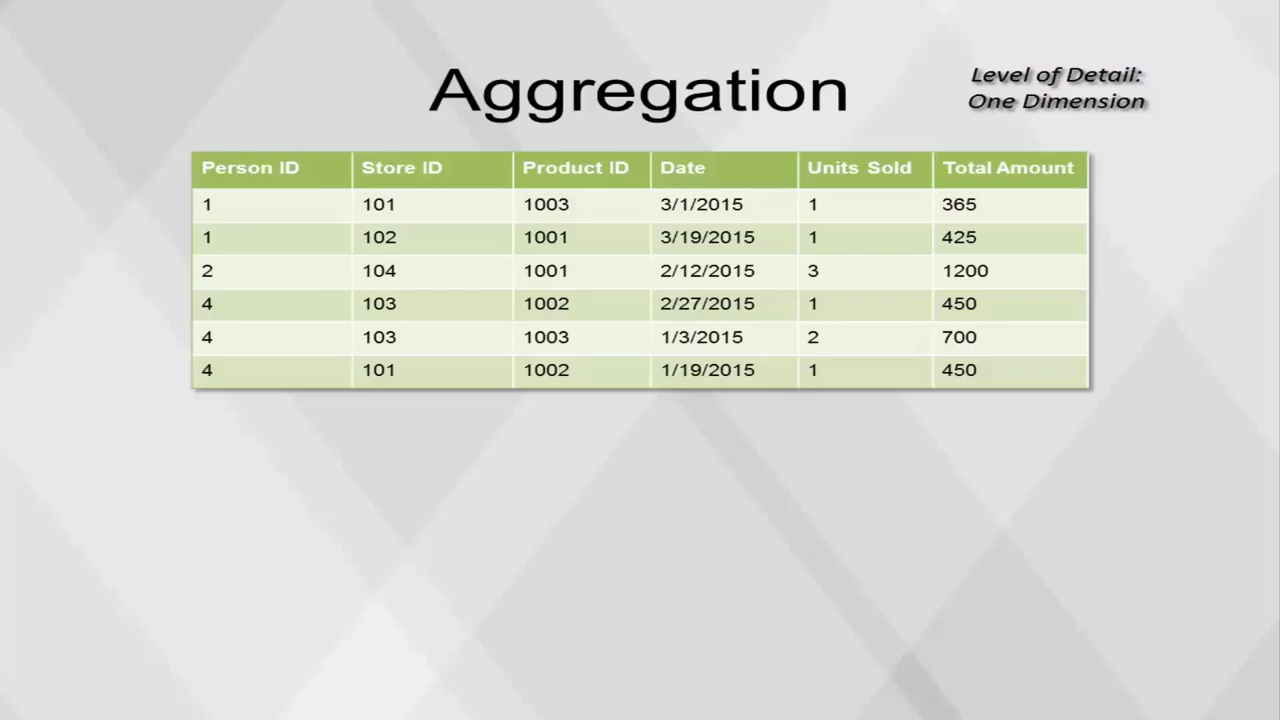 Aggregation
Level of Detail:
One Dimension
Person ID Store ID Product ID Date Units Sold Total Amount
1 101 1003 3/1/2015 1 365
1 102 1001 3/19/2015 1 425
2 104 1001 2/12/2015 3 1200
4 103 1002 2/27/2015 1 450
4 103 1003 1/3/2015 2 700
4 101 1002 1/19/2015 1 450